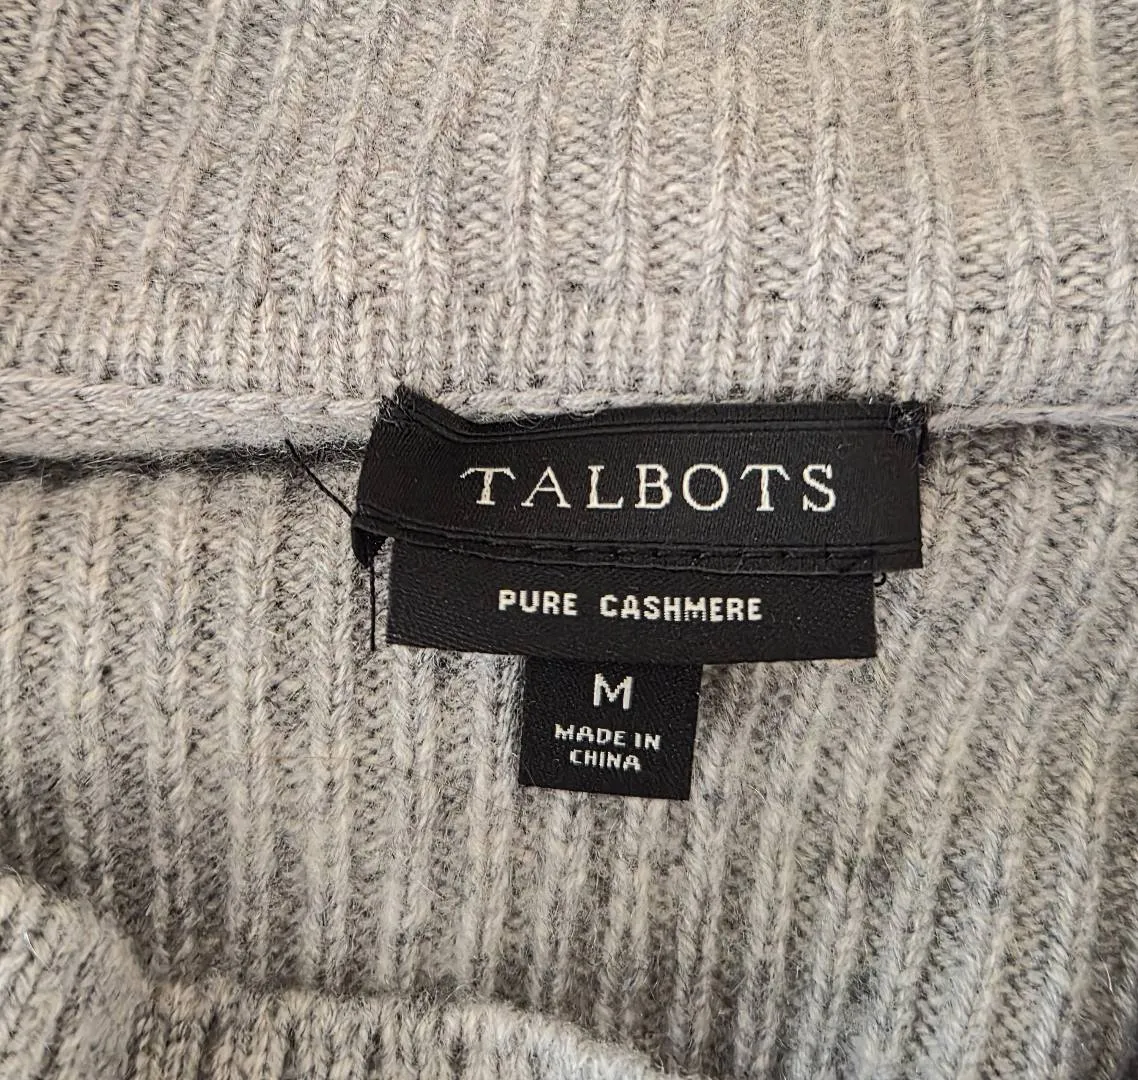 TALBOTS
PURE CASHMERE
M
MADE IN
CHINA